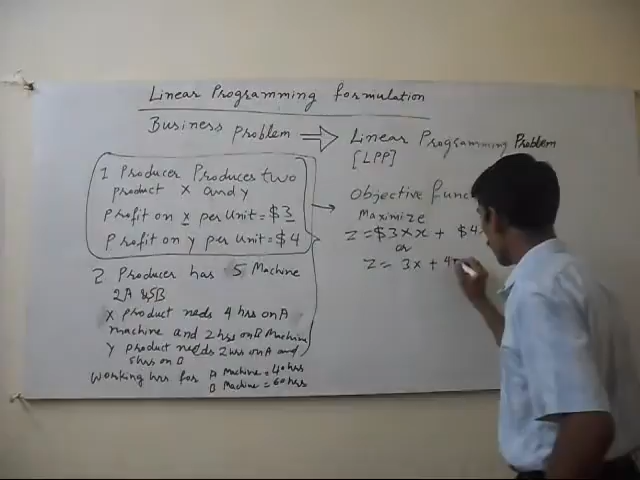 Linear Programming formulation
Business Problem ⟹ Linear Programming Problem
[LPP]
1 Producer Produces two
product X and Y
Profit on x per Unit = $3
Profit on Y per Unit = $4
Objective Func
Maximize
Z = $3 × x + $4
or
Z = 3x + 4
2 Producer has 5 Machine
2A &
X product neds 4 hrs on A
machine and 2 hrs on B Machine
Y product needs 2 hrs on A and
hrs on B
Working hrs for A Machine = 40 hrs
B Machine = 60 hrs